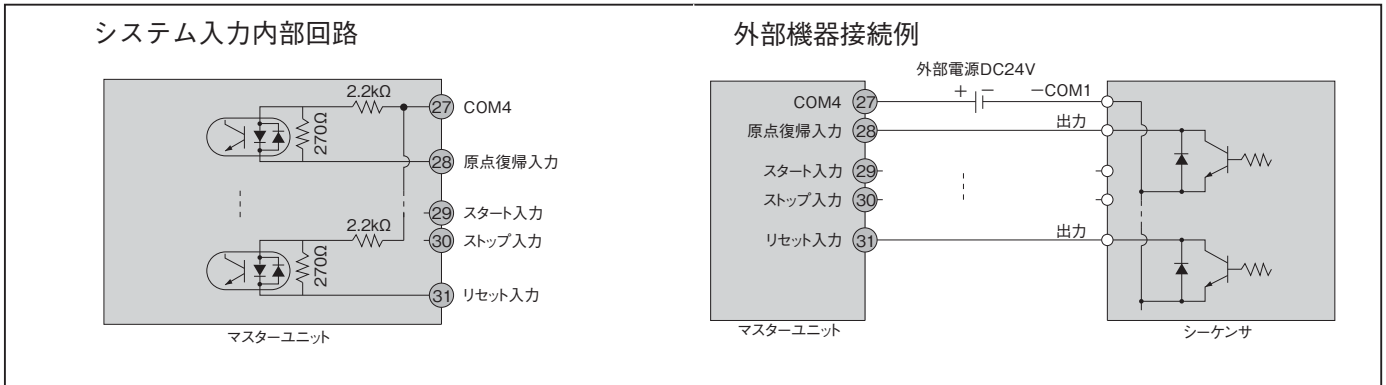 システム入力内部回路
2.2kΩ
270Ω
27 COM4
28 原点復帰入力
29 スタート入力
2.2kΩ
30 ストップ入力
270Ω
31 リセット入力
マスターユニット
外部機器接続例
外部電源DC24V
COM4 27
+ − −COM1
原点復帰入力 28
出力
スタート入力 29
ストップ入力 30
リセット入力 31
出力
マスターユニット
シーケンサ